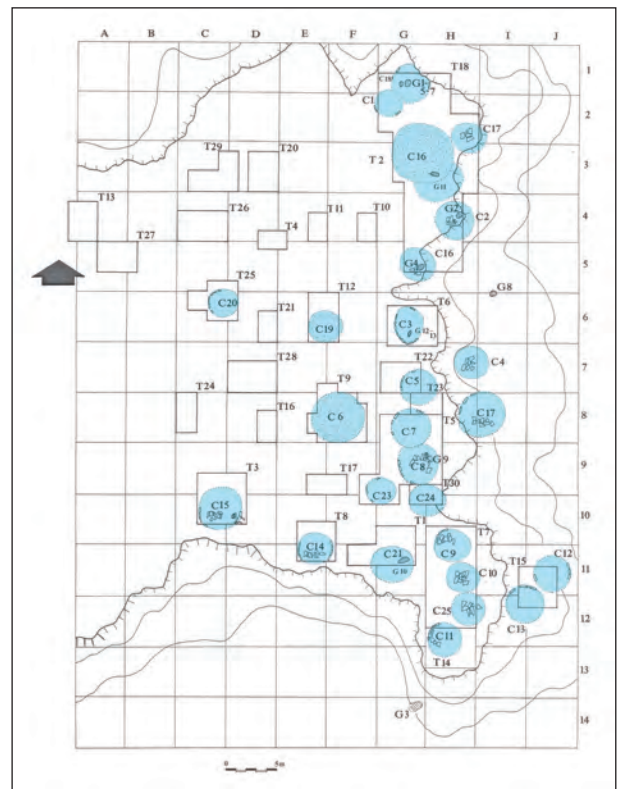 A B C D E F G H I J
1
T18
C18
G1
5-7
C1
2
C17
T29
T20
T2
C16
3
G11
T13
T26
T11
T10
G2
C2
4
T4
T27
C16
G4
5
T25
T12
G8
C20
T6
T21
C19
C3
G12
13
6
T28
T22
C4
7
T24
T9
C5
T23
T16
C6
C17
T5
8
C7
G9
C8
9
T3
T17
T30
C23
C24
C15
10
T8
T1
T7
C14
C9
C21
C12
T15
11
G10
C10
C25
12
C13
C11
T14
13
G3
14
0 5m